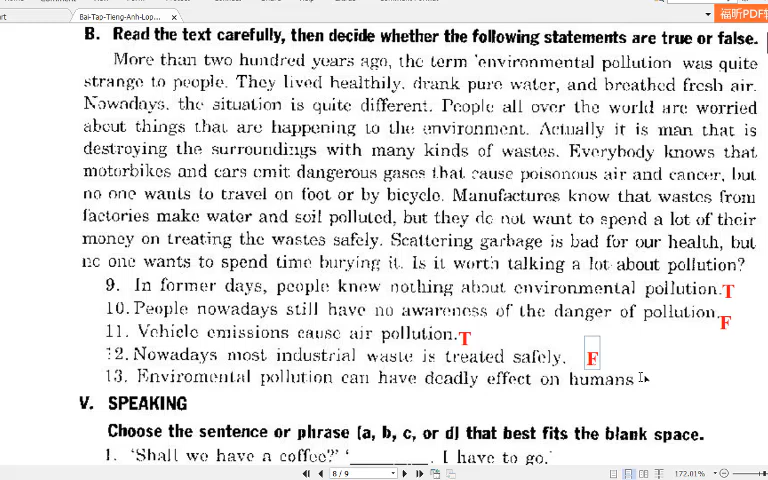 Bai-Tap-Tieng-Anh-Lop... ×
福昕PDF
B. Read the text carefully, then decide whether the following statements are true or false.
More than two hundred years ago, the term 'environmental pollution was quite
strange to people. They lived healthily, drank pure water, and breathed fresh air.
Nowadays, the situation is quite different. People all over the world are worried
about things that are happening to the environment. Actually it is man that is
destroying the surroundings with many kinds of wastes. Everybody knows that
motorbikes and cars emit dangerous gases that cause poisonous air and cancer, but
no one wants to travel on foot or by bicycle. Manufactures know that wastes from
factories make water and soil polluted, but they do not want to spend a lot of their
money on treating the wastes safely. Scattering garbage is bad for our health, but
no one wants to spend time burying it. Is it worth talking a lot about pollution?
9. In former days, people knew nothing about environmental pollution. T
10. People nowadays still have no awareness of the danger of pollution. F
11. Vehicle emissions cause air pollution. T
12. Nowadays most industrial waste is treated safely. F
13. Enviromental pollution can have deadly effect on humans
V. SPEAKING
Choose the sentence or phrase (a, b, c, or d) that best fits the blank space.
1. 'Shall we have a coffee?' '________. I have to go.'
8 / 9
172.01%